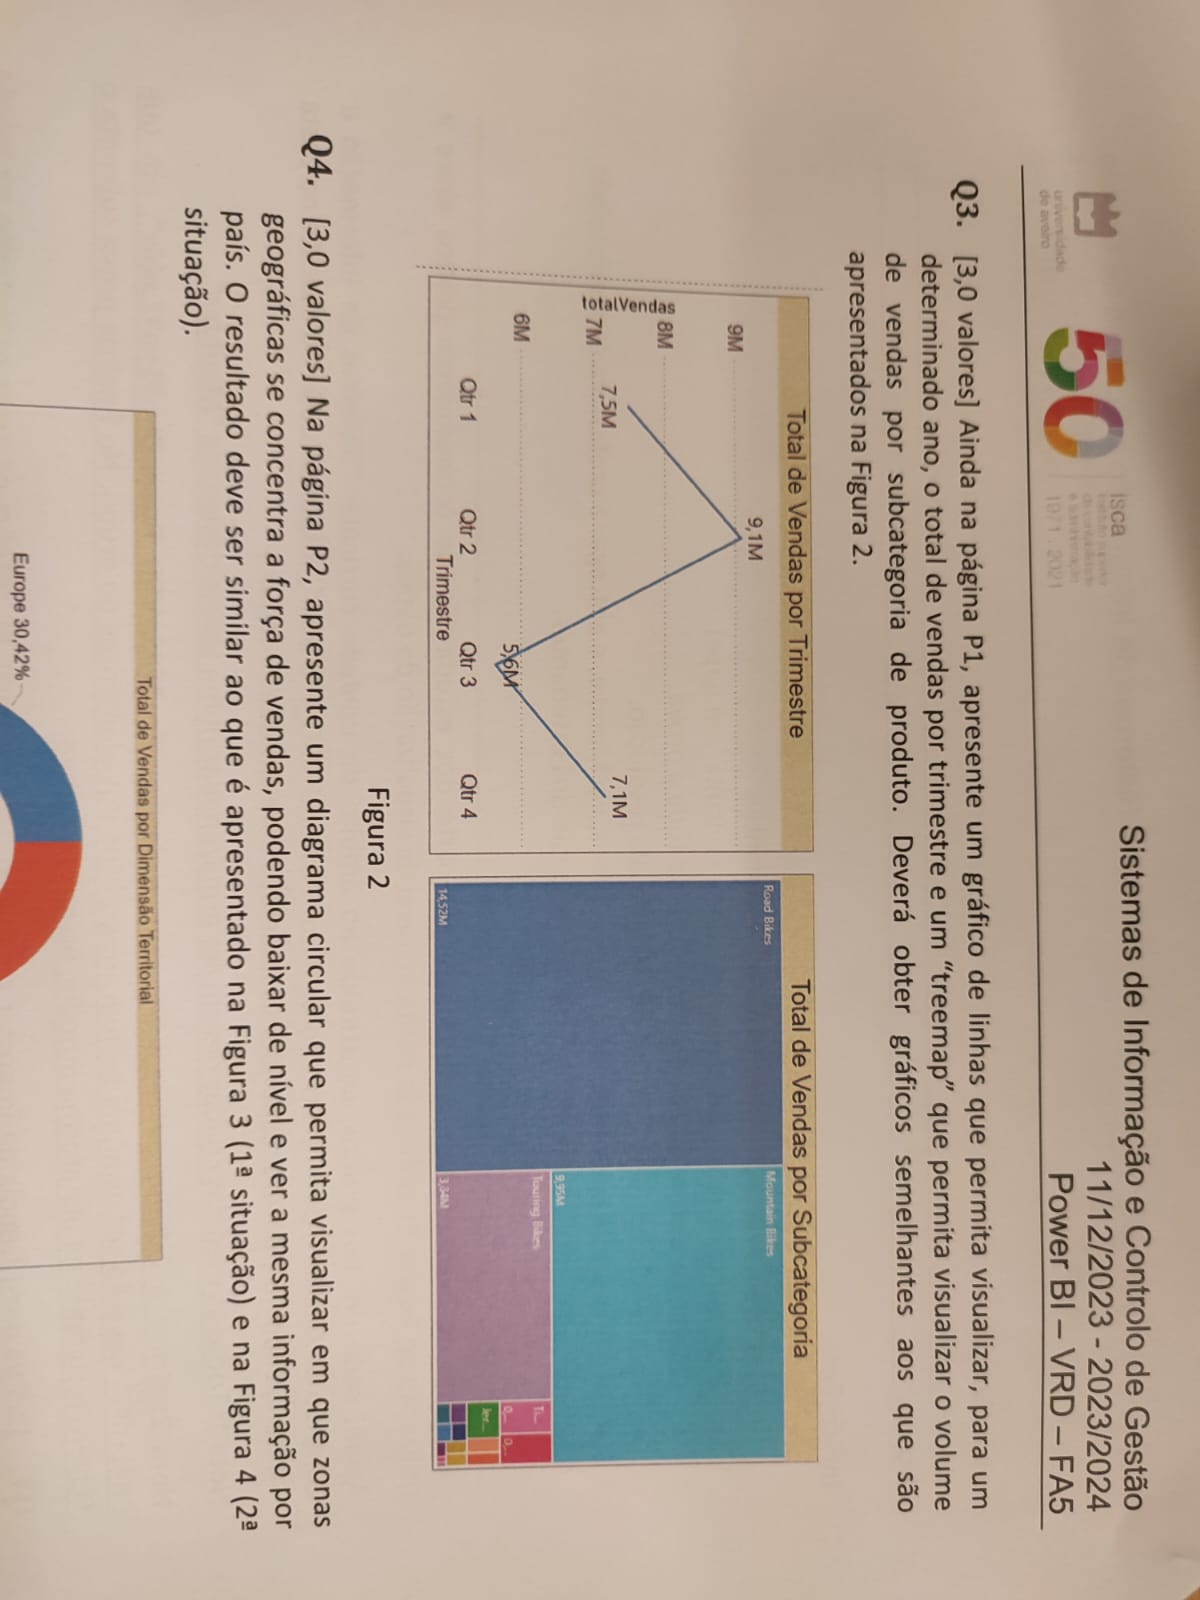 universidade
de aveiro
50
isca
instituto superior
de contabilidade
e administração
1971 . 2021
Sistemas de Informação e Controlo de Gestão
11/12/2023 - 2023/2024
Power BI – VRD – FA5
Q3. [3,0 valores] Ainda na página P1, apresente um gráfico de linhas que permita visualizar, para um
determinado ano, o total de vendas por trimestre e um “treemap” que permita visualizar o volume
de vendas por subcategoria de produto. Deverá obter gráficos semelhantes aos que são
apresentados na Figura 2.
Total de Vendas por Trimestre
9,1M
9M
8M
7,5M
7M
7,1M
6M
5,6M
totalVendas
Qtr 1 Qtr 2 Qtr 3 Qtr 4
Trimestre
Total de Vendas por Subcategoria
Road Bikes
14,52M
Mountain Bikes
9,95M
Touring Bikes
3,84M
Ti...
0,... 0,...
Jer...
Figura 2
Q4. [3,0 valores] Na página P2, apresente um diagrama circular que permita visualizar em que zonas
geográficas se concentra a força de vendas, podendo baixar de nível e ver a mesma informação por
país. O resultado deve ser similar ao que é apresentado na Figura 3 (1ª situação) e na Figura 4 (2ª
situação).
Total de Vendas por Dimensão Territorial
Europe 30,42%